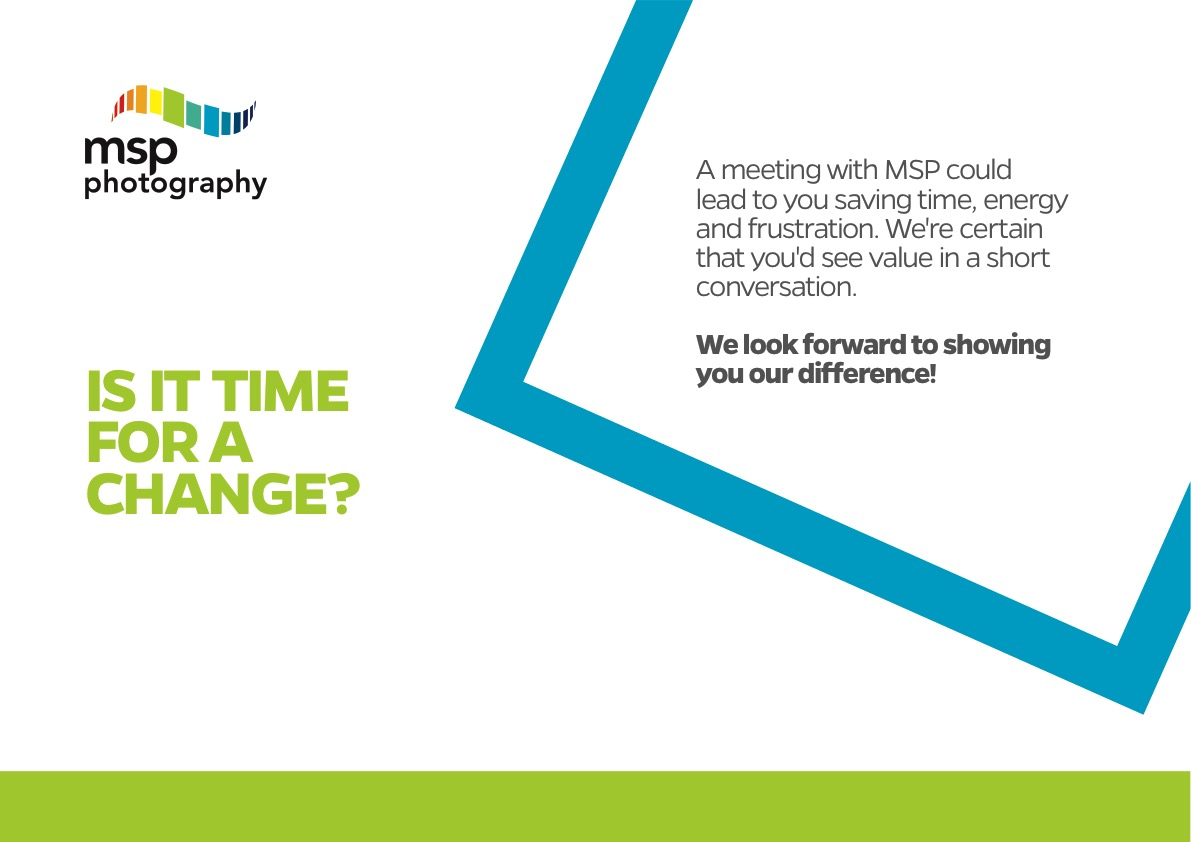 msp
photography
IS IT TIME
FOR A
CHANGE?
A meeting with MSP could
lead to you saving time, energy
and frustration. We're certain
that you'd see value in a short
conversation.
We look forward to showing
you our difference!